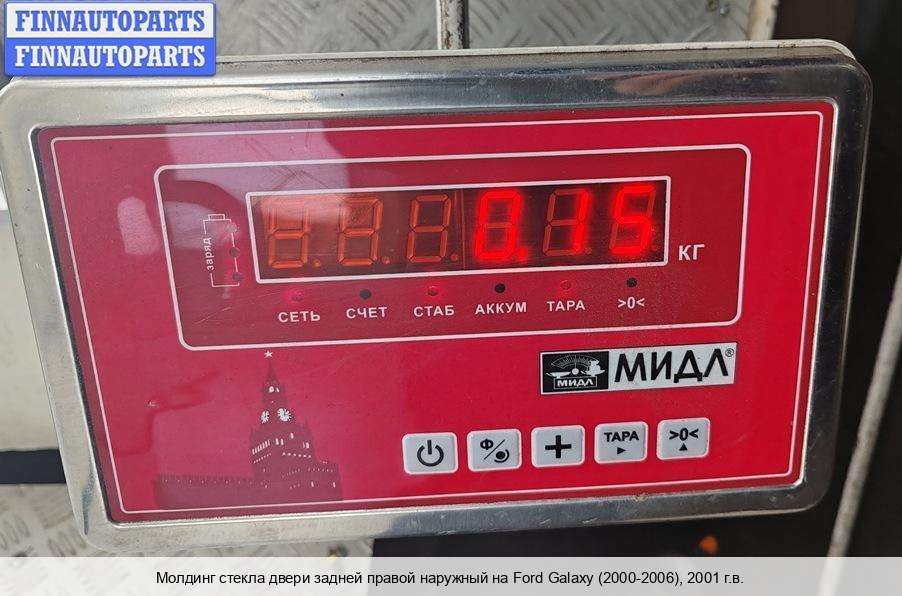 FINNAUTOPARTS
FINNAUTOPARTS
0.15
КГ
заряд
СЕТЬ СЧЕТ СТАБ АККУМ ТАРА >0<
МИДЛ МИДЛ®
Ф ТАРА >0<
Молдинг стекла двери задней правой наружный на Ford Galaxy (2000-2006), 2001 г.в.